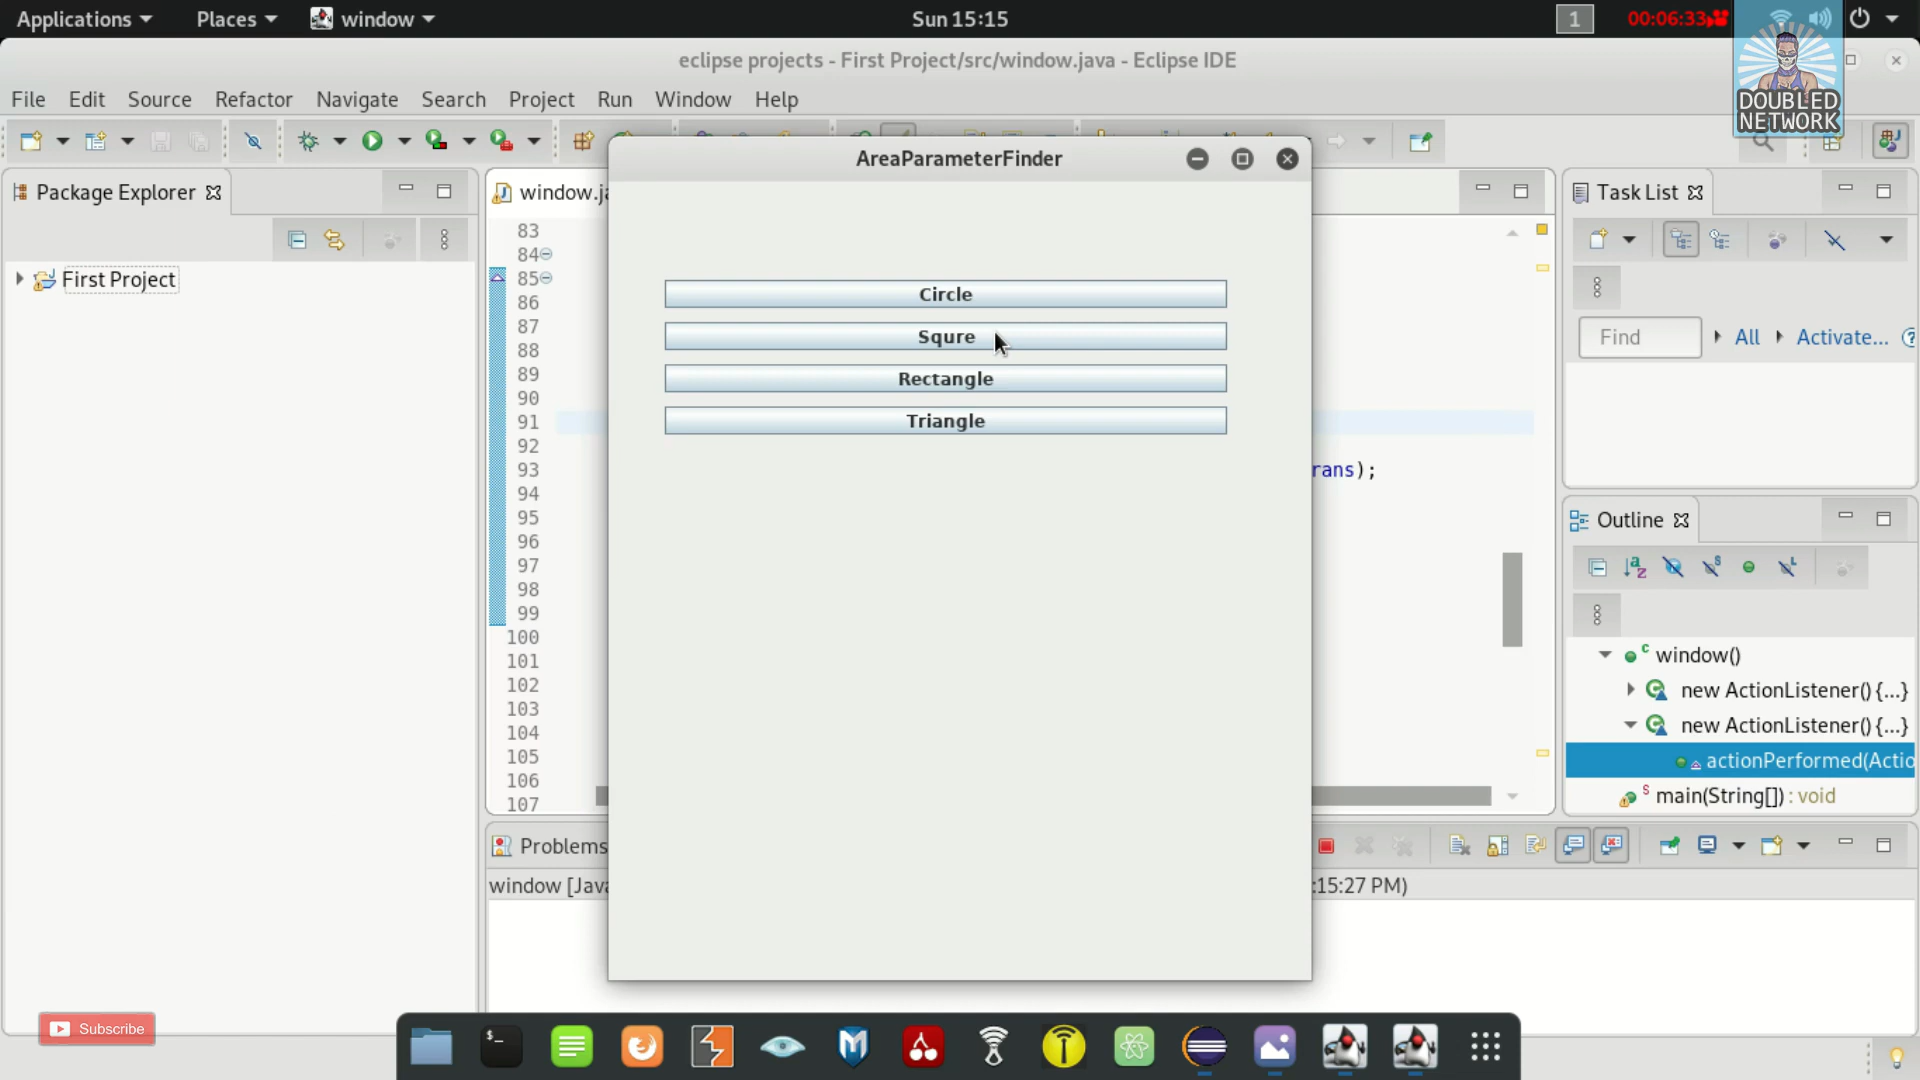 Applications
Places
window
Sun 15:15
1
00:06:33
eclipse projects - First Project/src/window.java - Eclipse IDE
DOUBLED
NETWORK
File Edit Source Refactor Navigate Search Project Run Window Help
AreaParameterFinder
Package Explorer
window.ja
Task List
First Project
83
84
85
86
87
88
89
90
91
92
93
94
95
96
97
98
99
100
101
102
103
104
105
106
107
Circle
Squre
Rectangle
Triangle
rans);
Find
All
Activate...
Outline
window()
new ActionListener() {...}
new ActionListener() {...}
actionPerformed(Actio
main(String[]) : void
Problems
window [Java
:15:27 PM)
Subscribe